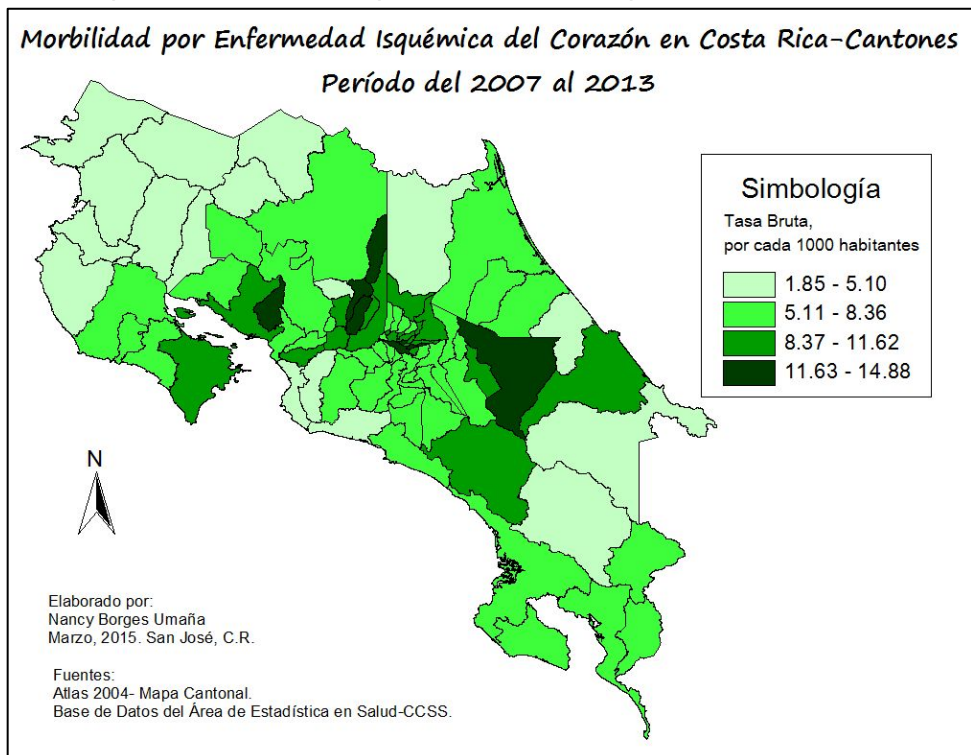 Morbilidad por Enfermedad Isquémica del Corazón en Costa Rica-Cantones
Período del 2007 al 2013
Simbología
Tasa Bruta,
por cada 1000 habitantes
1.85 - 5.10
5.11 - 8.36
8.37 - 11.62
11.63 - 14.88
N
Elaborado por:
Nancy Borges Umaña
Marzo, 2015. San José, C.R.
Fuentes:
Atlas 2004- Mapa Cantonal.
Base de Datos del Área de Estadística en Salud-CCSS.